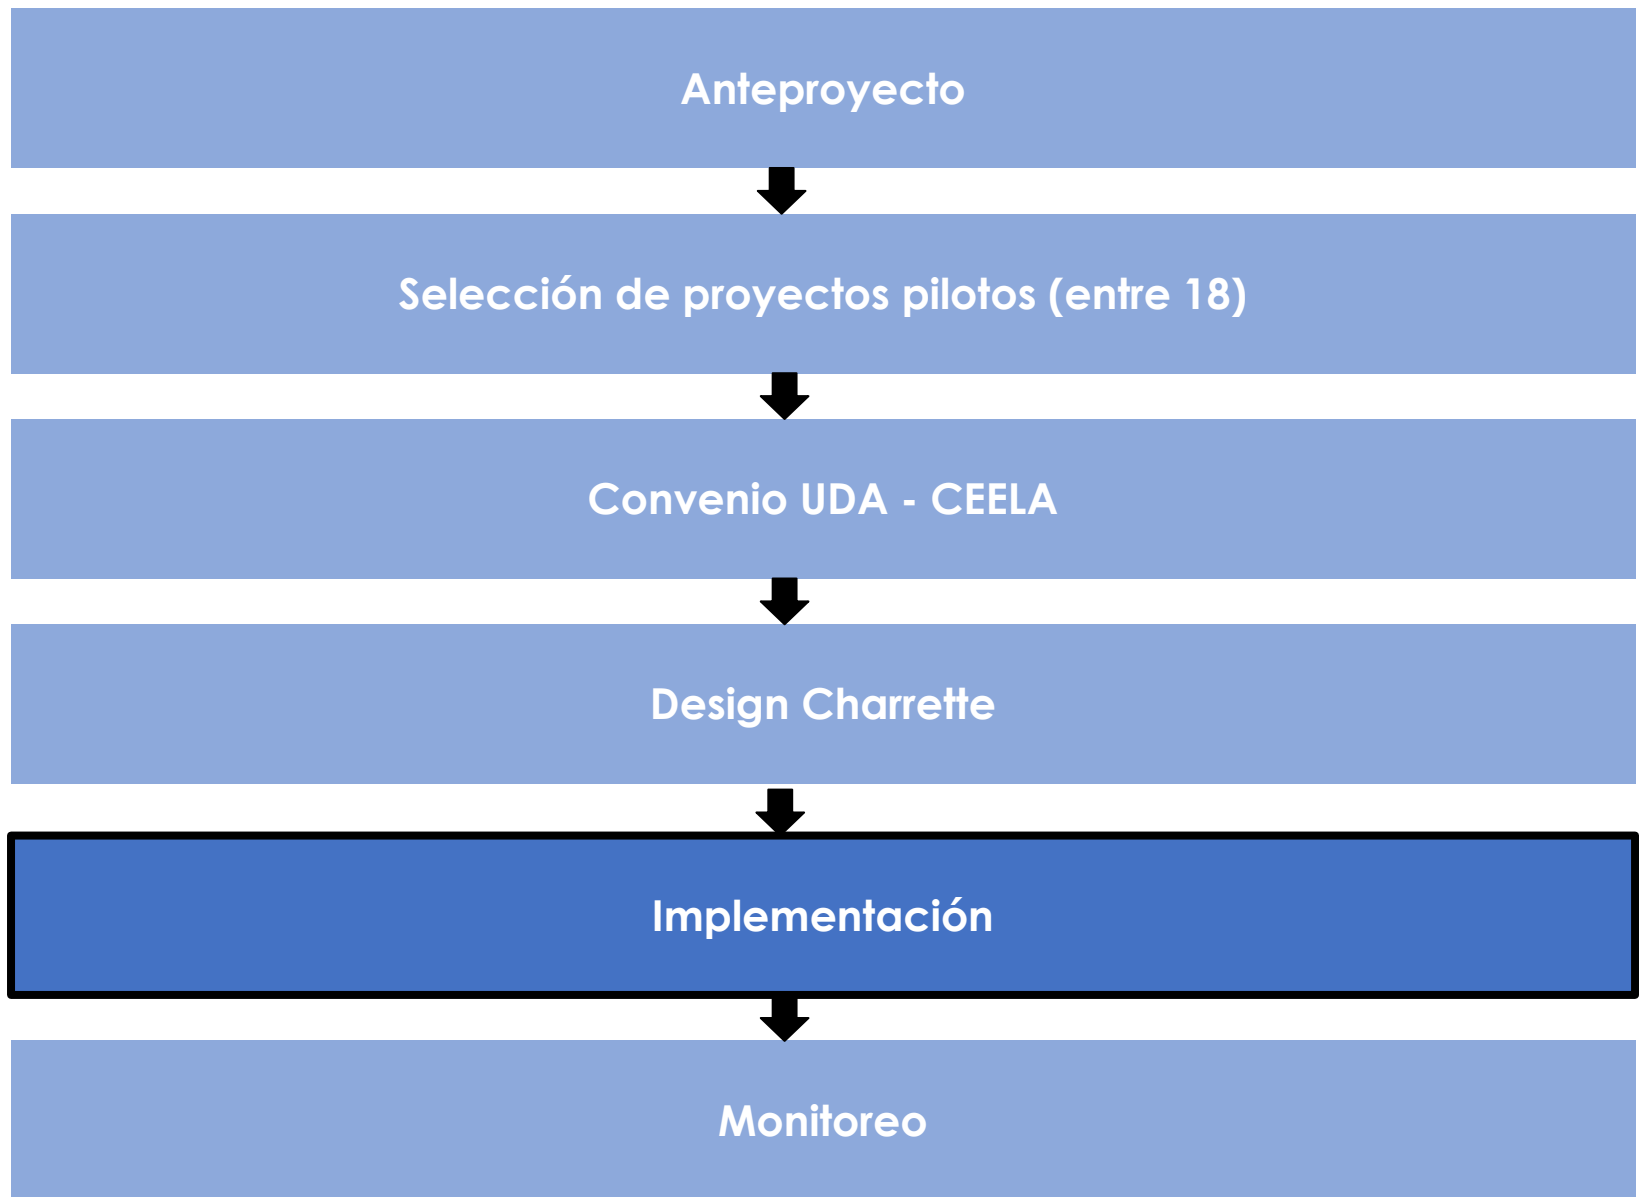 Anteproyecto
Selección de proyectos pilotos (entre 18)
Convenio UDA - CEELA
Design Charrette
Implementación
Monitoreo